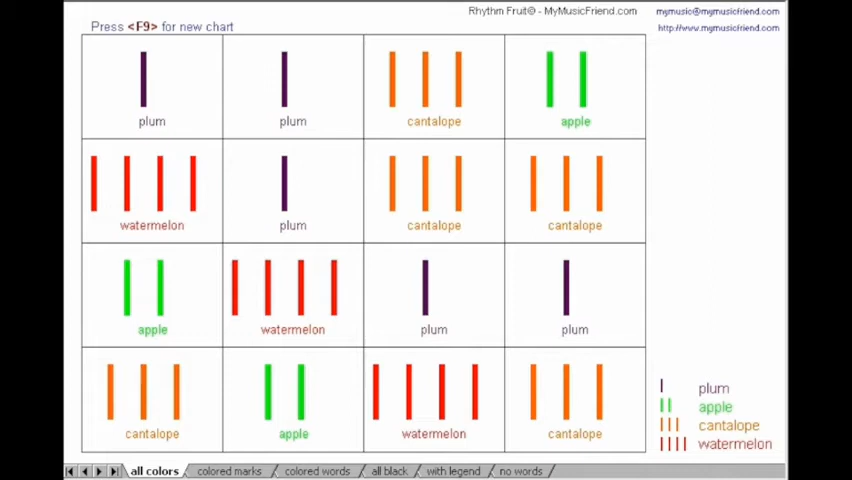 Rhythm Fruit© - MyMusicFriend.com
mymusic@mymusicfriend.com
Press <F9> for new chart
http://www.mymusicfriend.com
plum plum cantalope apple
watermelon plum cantalope cantalope
apple watermelon plum plum
cantalope apple watermelon cantalope
plum
apple
cantalope
watermelon
all colors colored marks colored words all black with legend no words